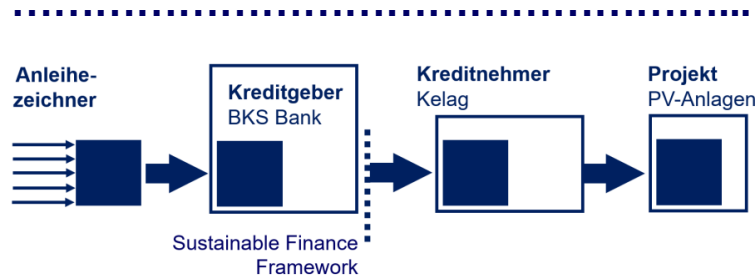 Anleihe-
zeichner
Kreditgeber
BKS Bank
Kreditnehmer
Kelag
Projekt
PV-Anlagen
Sustainable Finance
Framework